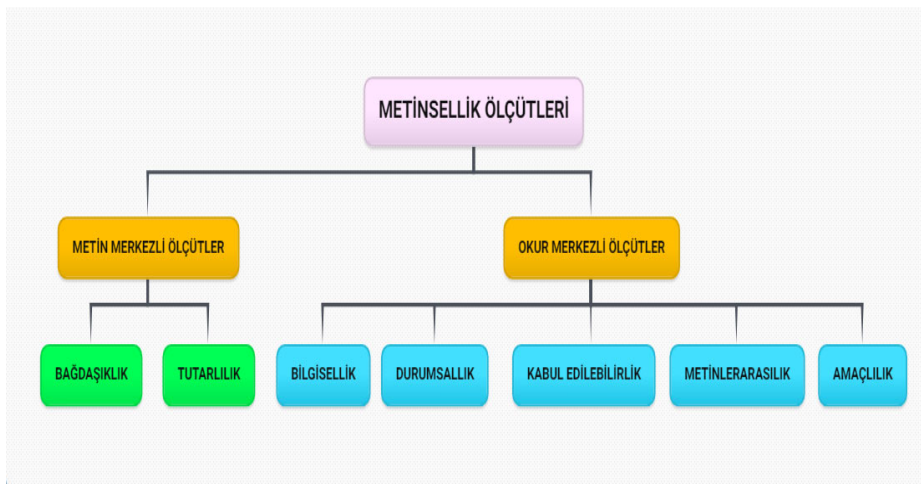 METİNSELLİK ÖLÇÜTLERİ
METİN MERKEZLİ ÖLÇÜTLER
OKUR MERKEZLİ ÖLÇÜTLER
BAĞDAŞIKLIK
TUTARLILIK
BİLGİSELLİK
DURUMSALLIK
KABUL EDİLEBİLİRLİK
METİNLERARASILIK
AMAÇLILIK